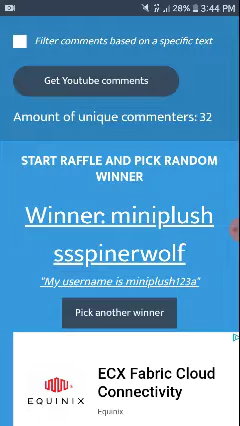 28% 3:44 PM
Filter comments based on a specific text
Get Youtube comments
Amount of unique commenters: 32
START RAFFLE AND PICK RANDOM
WINNER
Winner: miniplush
ssspinerwolf
"My username is miniplush123a"
Pick another winner
ECX Fabric Cloud
Connectivity
EQUINIX
Equinix